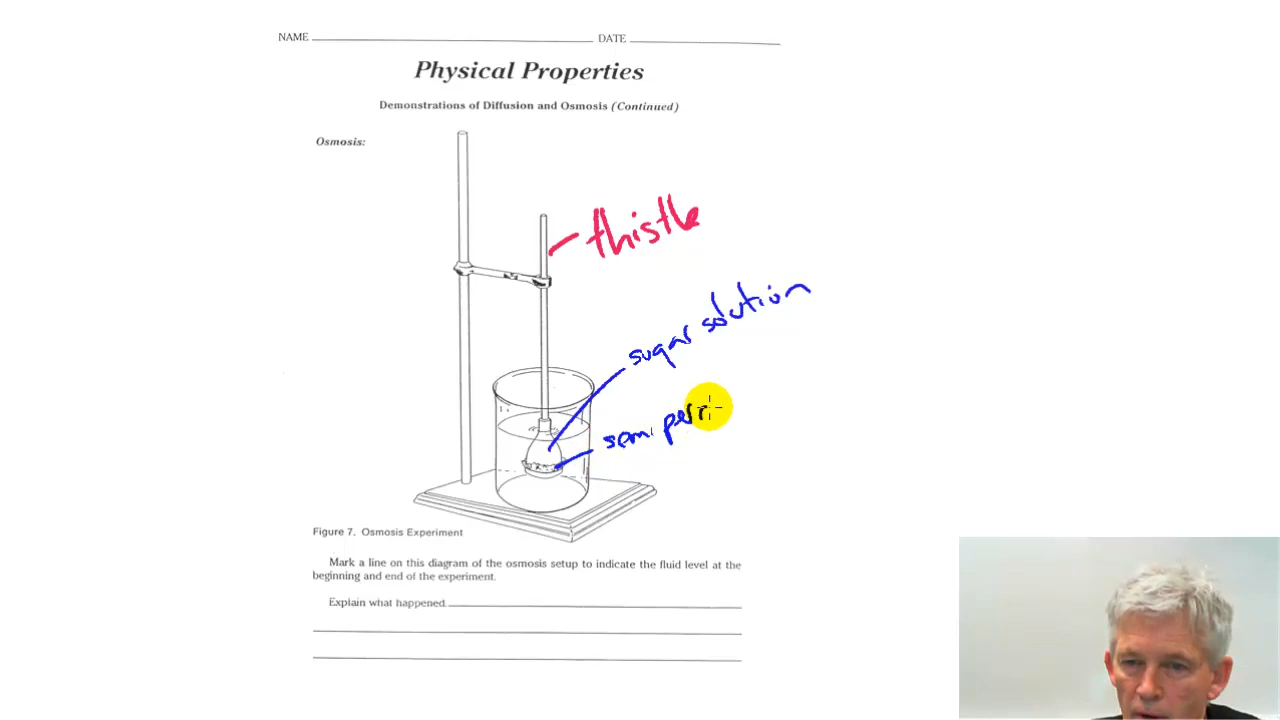 NAME DATE
Physical Properties
Demonstrations of Diffusion and Osmosis (Continued)
Osmosis:
thistle
sugar solution
semi per
Figure 7. Osmosis Experiment
Mark a line on this diagram of the osmosis setup to indicate the fluid level at the
beginning and end of the experiment.
Explain what happened.